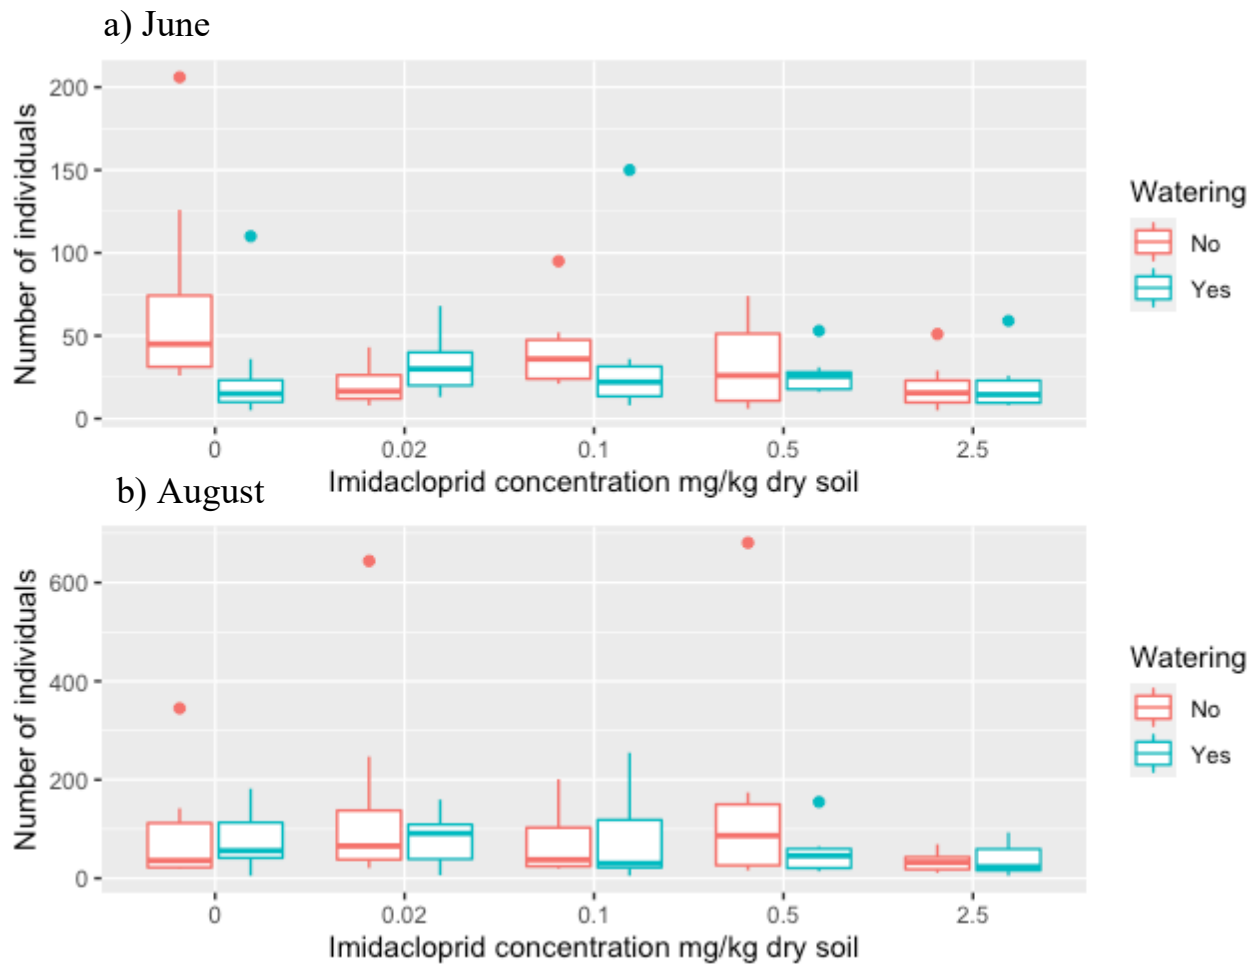 a) June
200
150
100
50
0
Number of individuals
0 0.02 0.1 0.5 2.5
Imidacloprid concentration mg/kg dry soil
Watering
No
Yes
b) August
600
400
200
0
Number of individuals
0 0.02 0.1 0.5 2.5
Imidacloprid concentration mg/kg dry soil
Watering
No
Yes